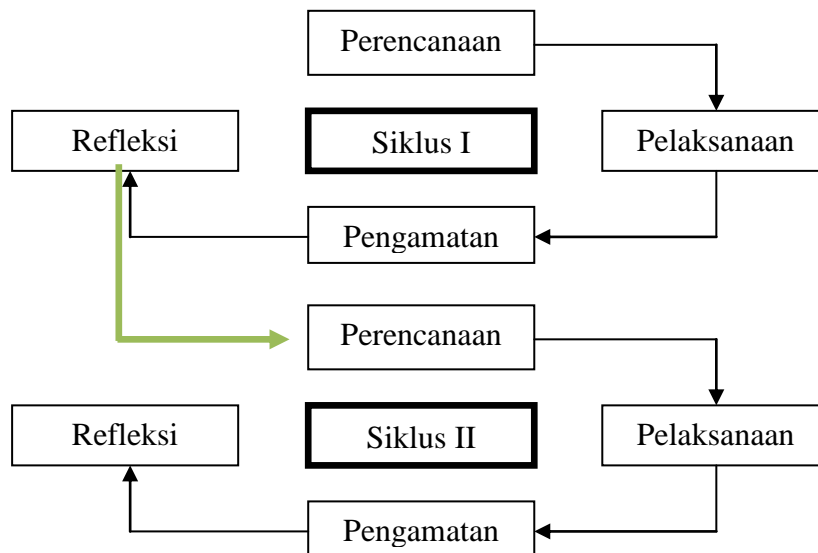 Perencanaan
Refleksi
Siklus I
Pelaksanaan
Pengamatan
Perencanaan
Refleksi
Siklus II
Pelaksanaan
Pengamatan